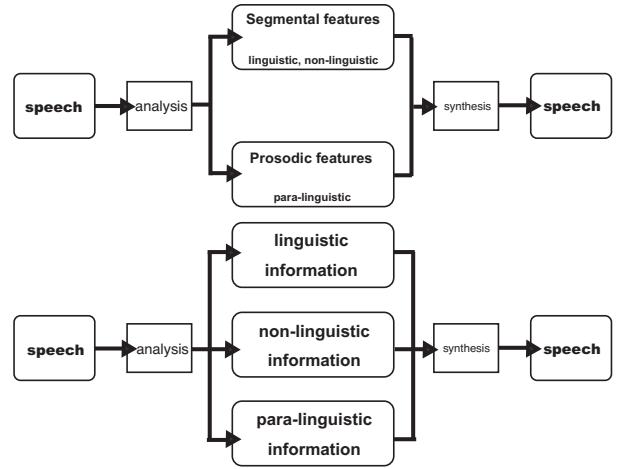 Segmental features
linguistic, non-linguistic
speech
analysis
synthesis
speech
Prosodic features
para-linguistic
linguistic
information
speech
analysis
non-linguistic
information
synthesis
speech
para-linguistic
information